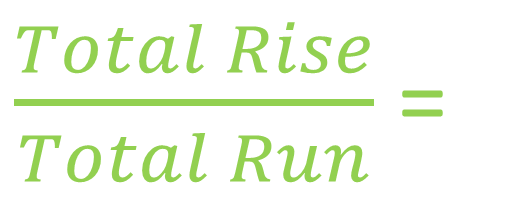 Total Rise
Total Run =